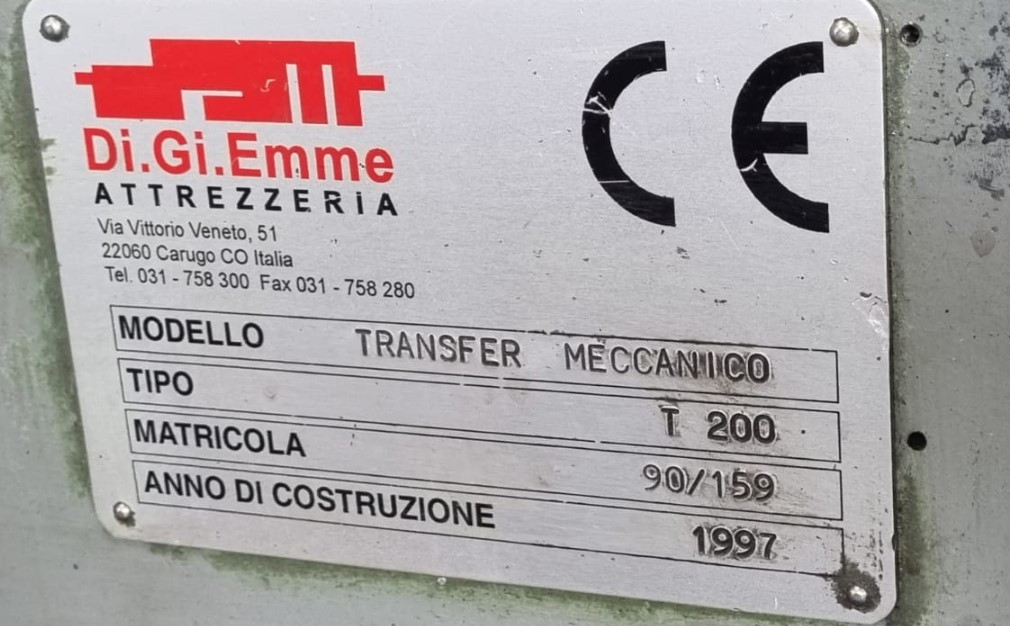 Di.Gi.Emme
ATTREZZERiA
CE
Via Vittorio Veneto, 51
22060 Carugo CO Italia
Tel. 031 - 758 300 Fax 031 - 758 280
MODELLO TRANSFER MECCANICO
TIPO T 200
MATRICOLA 90/159
ANNO DI COSTRUZIONE 1997